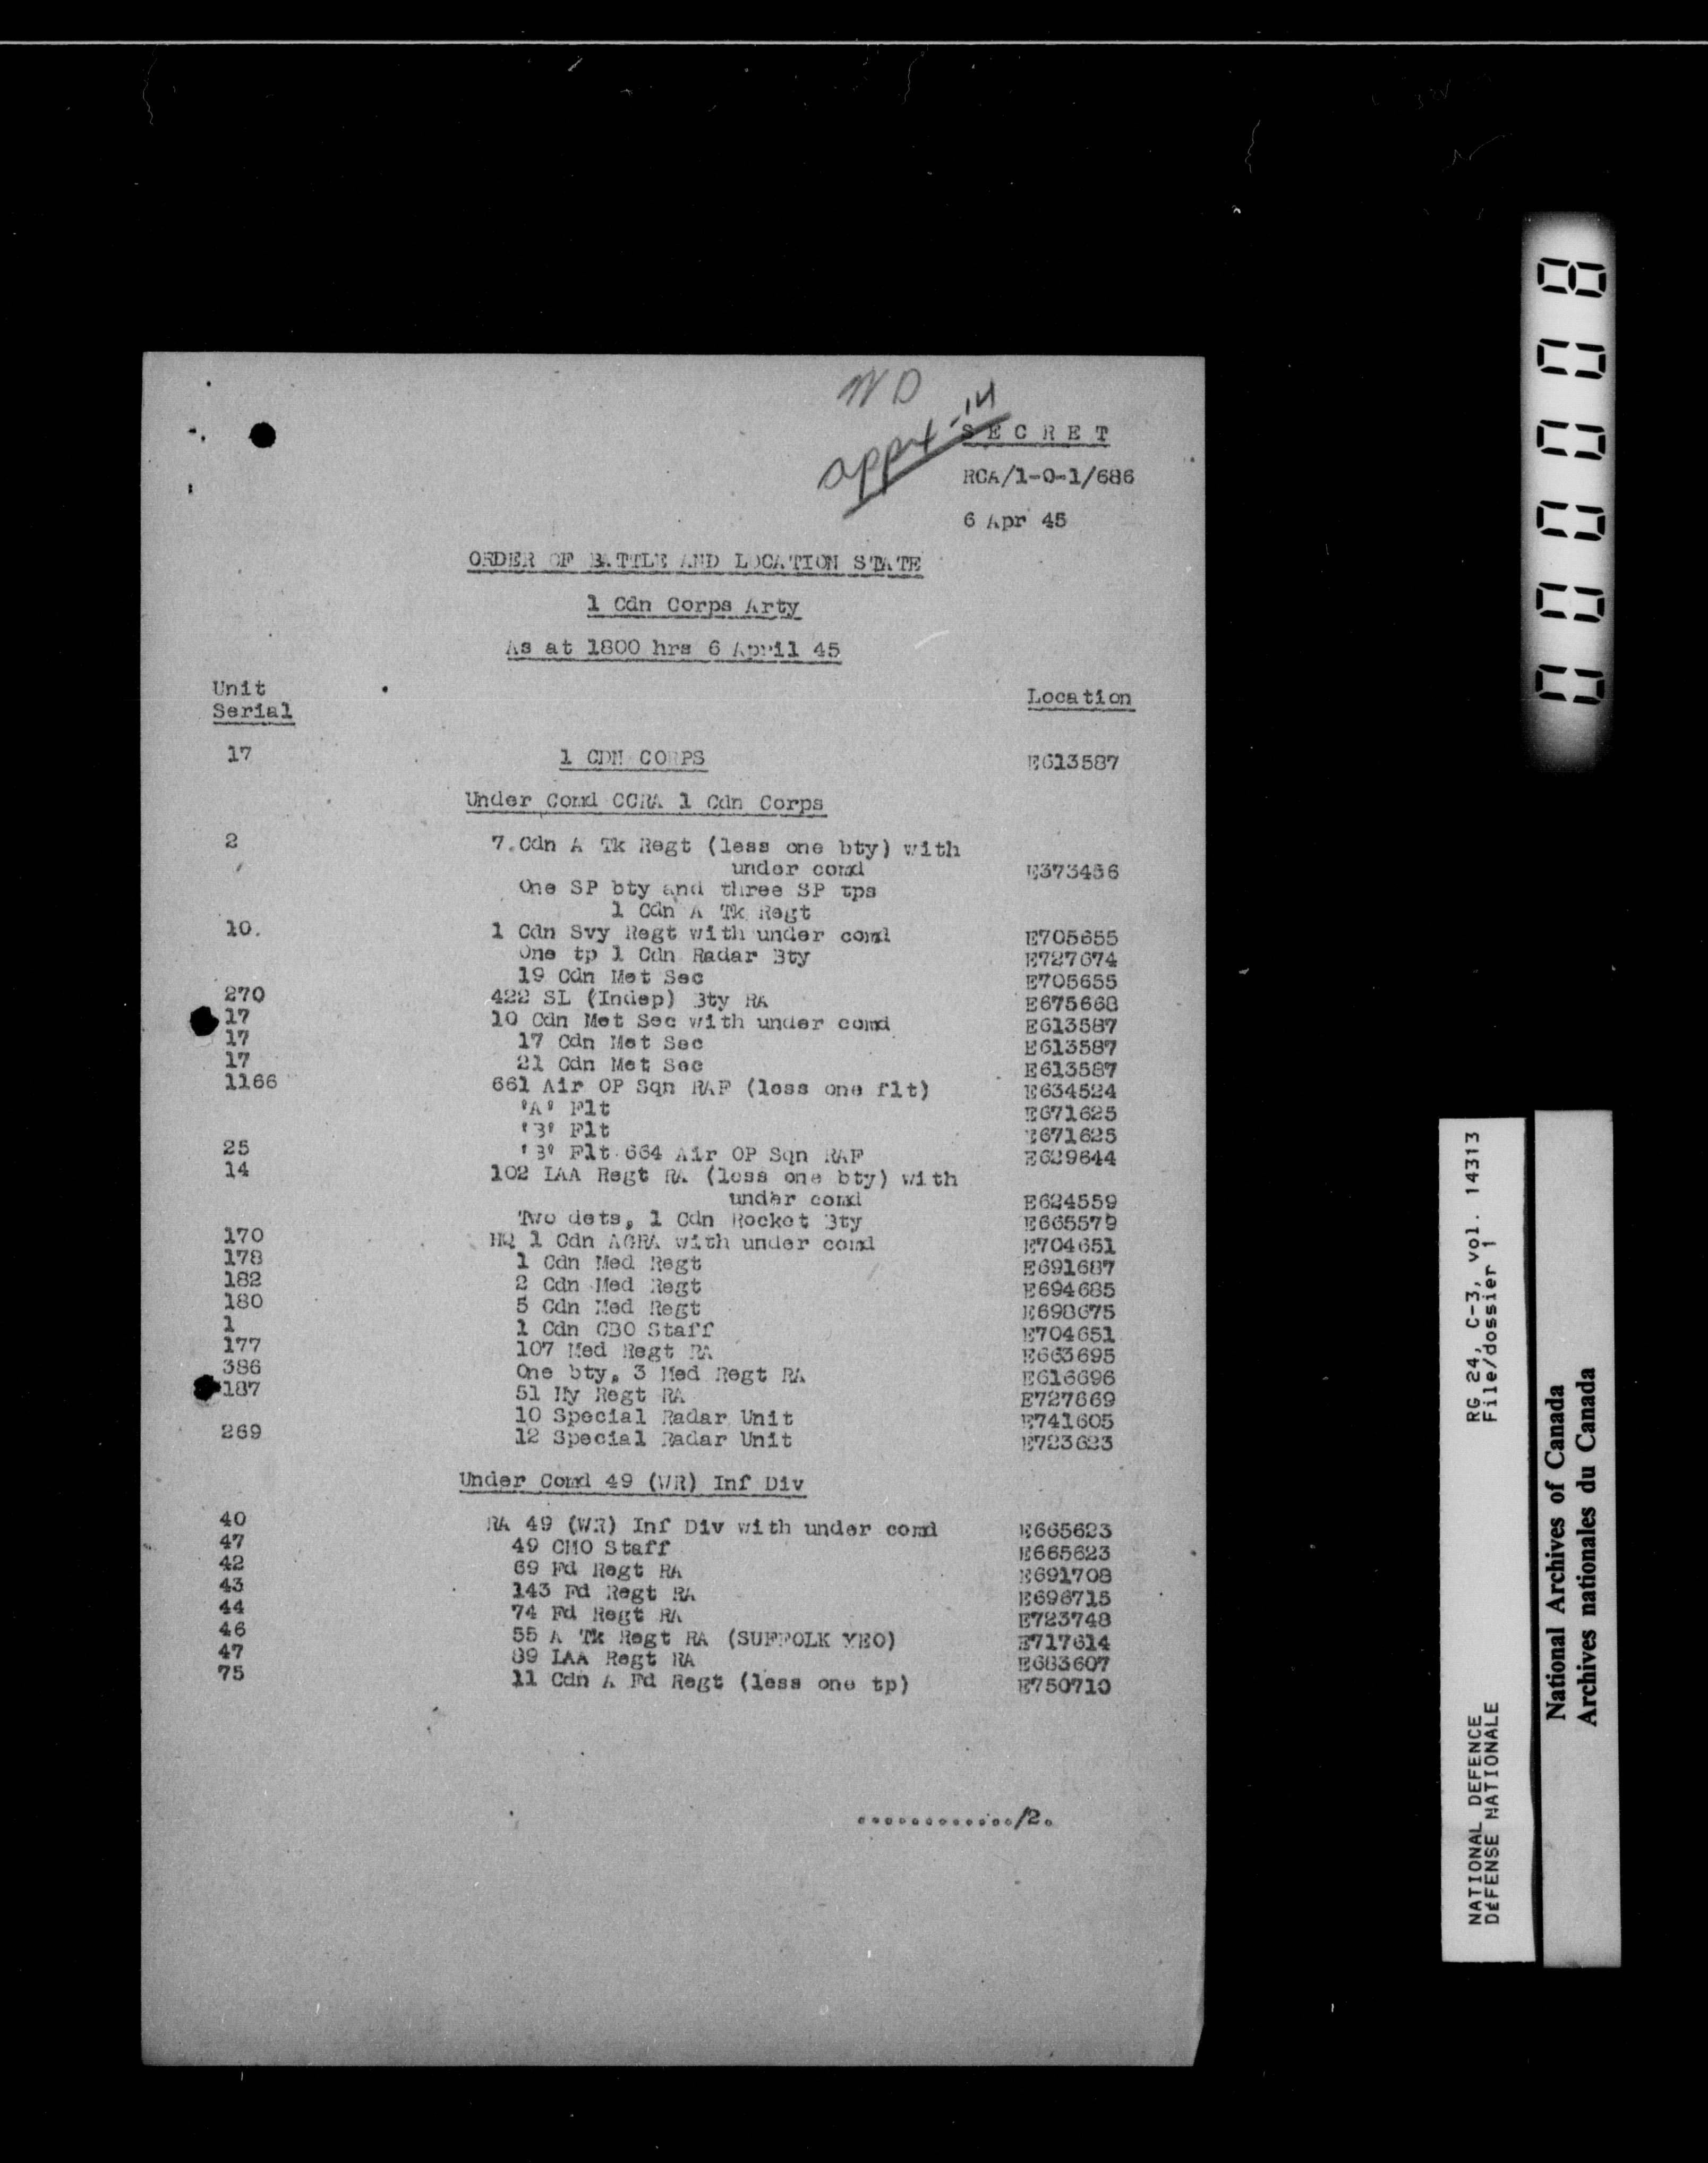 WD
appx - 14
S E C R E T
RCA/1-0-1/686
6 Apr 45
ORDER OF BATTLE AND LOCATION STATE
1 Cdn Corps Arty
As at 1800 hrs 6 April 45
Unit
Serial Location
17 1 CDN CORPS E613587
Under Comd CCRA 1 Cdn Corps
2 7 Cdn A Tk Regt (less one bty) with
under comd E373456
One SP bty and three SP tps
1 Cdn A Tk Regt
10. 1 Cdn Svy Regt with under comd E705655
One tp 1 Cdn Radar Bty E727674
19 Cdn Met Sec E705655
270 422 SL (Indep) Bty RA E675668
17 10 Cdn Met Sec with under comd E613587
17 17 Cdn Met Sec E613587
17 21 Cdn Met Sec E613587
1166 661 Air OP Sqn RAF (less one flt) E634524
'A' Flt E671625
'B' Flt E671625
25 'B' Flt 664 Air OP Sqn RAF E629644
14 102 LAA Regt RA (less one bty) with
under comd E624559
Two dets, 1 Cdn Rocket Bty E665579
170 HQ 1 Cdn AGRA with under comd E704651
178 1 Cdn Med Regt E691687
182 2 Cdn Med Regt E694685
180 5 Cdn Med Regt E698675
1 1 Cdn CBO Staff E704651
177 107 Med Regt RA E663695
386 One bty, 3 Med Regt RA E616696
187 51 Hy Regt RA E727669
10 Special Radar Unit E741605
269 12 Special Radar Unit E723623
Under Comd 49 (WR) Inf Div
40 RA 49 (WR) Inf Div with under comd E665623
47 49 CMO Staff E665623
42 69 Fd Regt RA E691708
43 143 Fd Regt RA E696715
44 74 Fd Regt RA E723748
46 55 A Tk Regt RA (SUFFOLK YEO) E717614
47 89 LAA Regt RA E683607
75 11 Cdn A Fd Regt (less one tp) E750710
............/2.
000008
RG 24, C-3, vol. 14313
File/dossier 1
NATIONAL DEFENCE
DÉFENSE NATIONALE
National Archives of Canada
Archives nationales du Canada